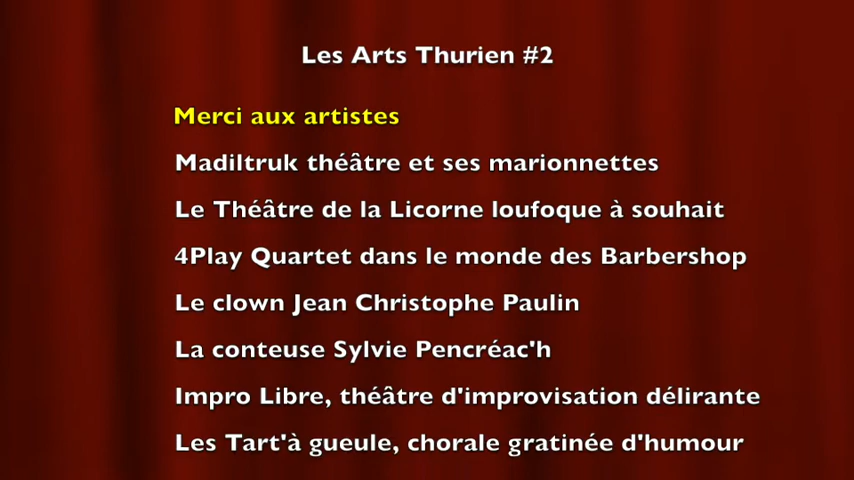 Les Arts Thurien #2
Merci aux artistes
Madiltruk théâtre et ses marionnettes
Le Théâtre de la Licorne loufoque à souhait
4Play Quartet dans le monde des Barbershop
Le clown Jean Christophe Paulin
La conteuse Sylvie Pencréac'h
Impro Libre, théâtre d'improvisation délirante
Les Tart'à gueule, chorale gratinée d'humour